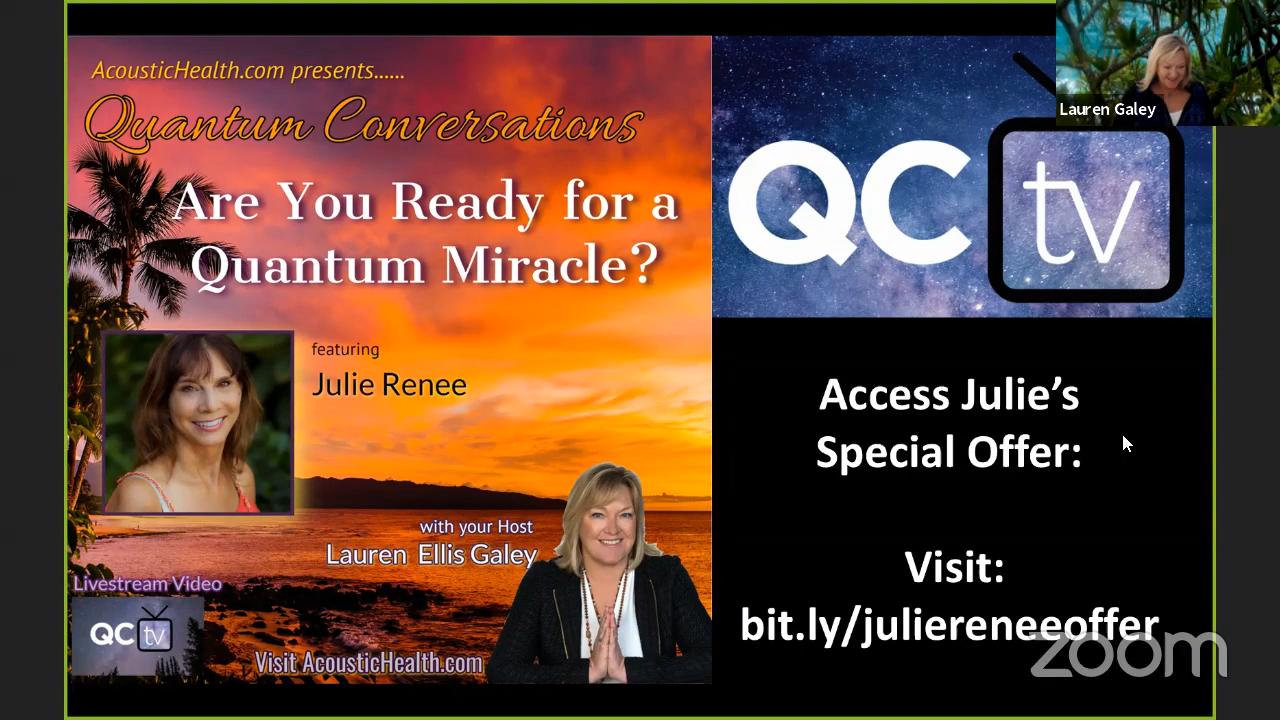 AcousticHealth.com presents......
Quantum Conversations
Are You Ready for a
Quantum Miracle?
featuring
Julie Renee
with your Host
Lauren Ellis Galey
Livestream Video
QC tv
Visit AcousticHealth.com
Lauren Galey
QC tv
Access Julie’s
Special Offer:
Visit:
bit.ly/juliereneeoffer
zoom